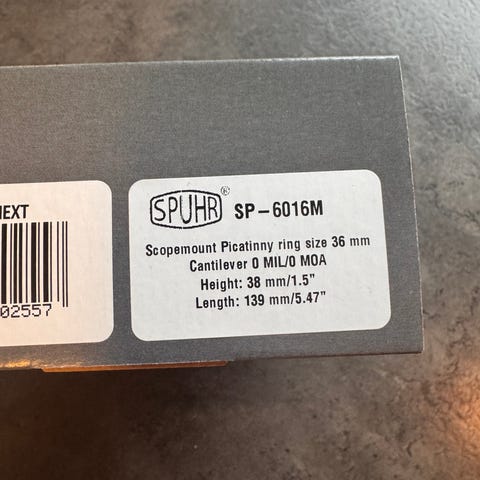 NEXT
02557
SPUHR® SP-6016M
Scopemount Picatinny ring size 36 mm
Cantilever 0 MIL/0 MOA
Height: 38 mm/1.5"
Length: 139 mm/5.47"